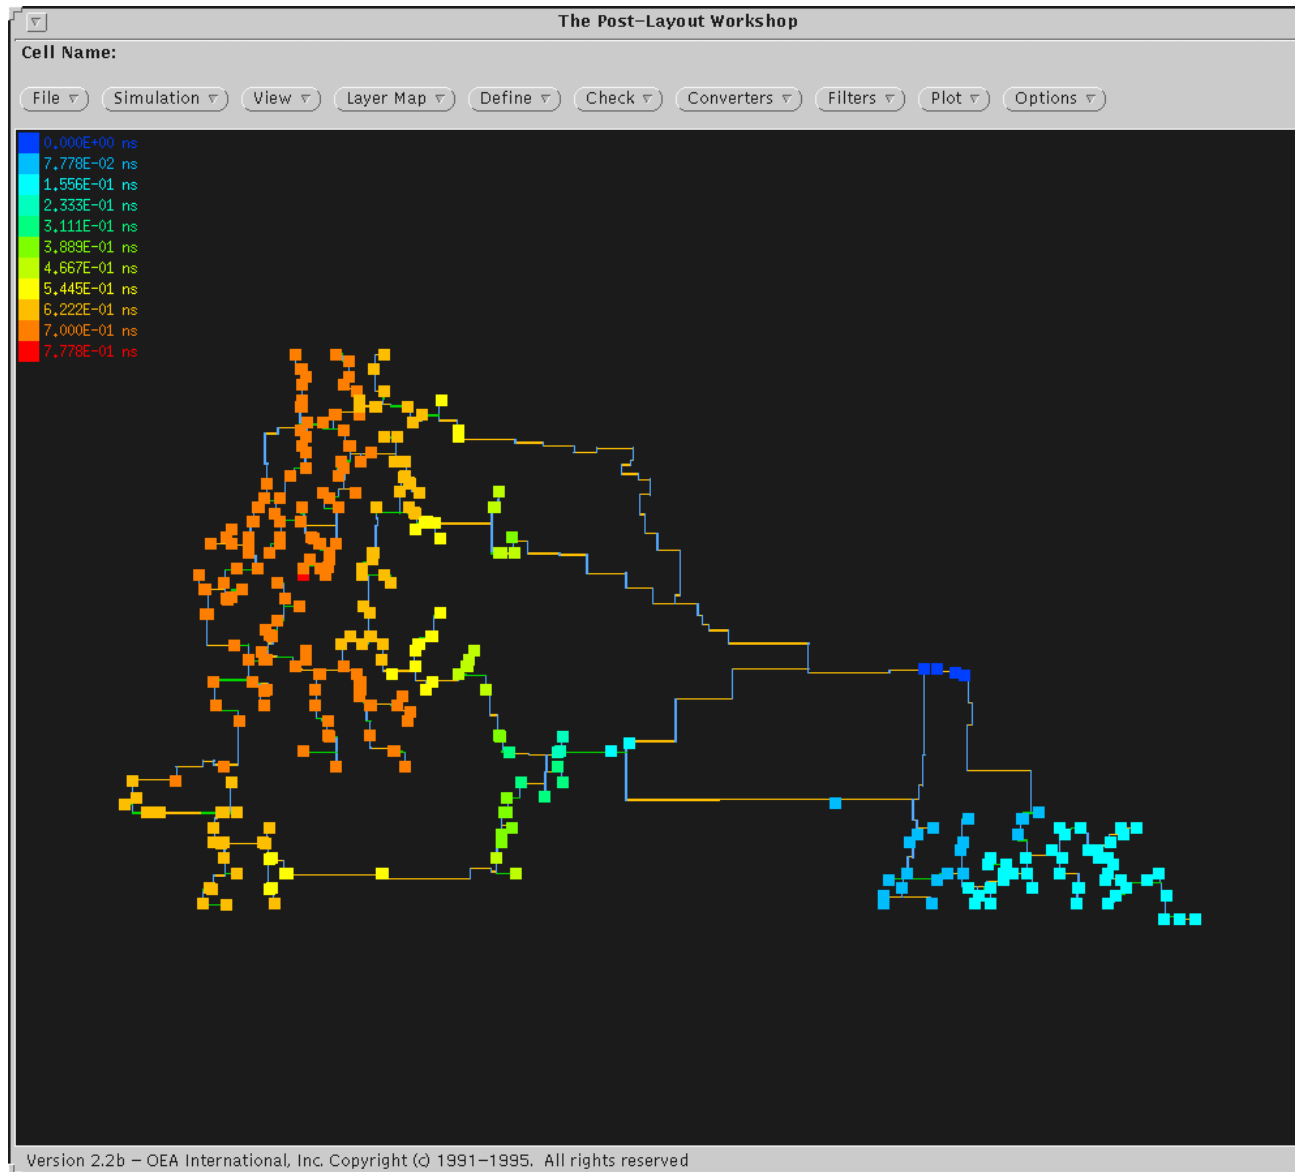 The Post-Layout Workshop
Cell Name:
File Simulation View Layer Map Define Check Converters Filters Plot Options
0.000E+00 ns
7.778E-02 ns
1.556E-01 ns
2.333E-01 ns
3.111E-01 ns
3.889E-01 ns
4.667E-01 ns
5.445E-01 ns
6.222E-01 ns
7.000E-01 ns
7.778E-01 ns
Version 2.2b - OEA International, Inc. Copyright (c) 1991-1995. All rights reserved